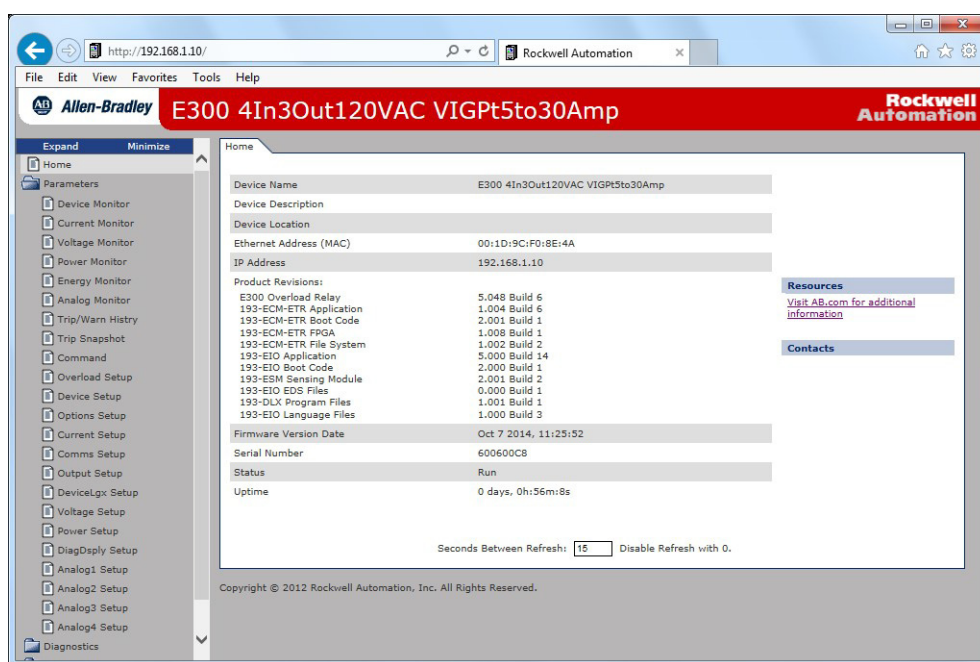 http://192.168.1.10/
Rockwell Automation
File Edit View Favorites Tools Help
AB Allen-Bradley
E300 4In3Out120VAC VIGPt5to30Amp
Rockwell
Automation
Expand Minimize
Home
Parameters
Device Monitor
Current Monitor
Voltage Monitor
Power Monitor
Energy Monitor
Analog Monitor
Trip/Warn Histry
Trip Snapshot
Command
Overload Setup
Device Setup
Options Setup
Current Setup
Comms Setup
Output Setup
DeviceLgx Setup
Voltage Setup
Power Setup
DiagDsply Setup
Analog1 Setup
Analog2 Setup
Analog3 Setup
Analog4 Setup
Diagnostics
Home
Device Name E300 4In3Out120VAC VIGPt5to30Amp
Device Description
Device Location
Ethernet Address (MAC) 00:1D:9C:F0:8E:4A
IP Address 192.168.1.10
Product Revisions:
E300 Overload Relay 5.048 Build 6
193-ECM-ETR Application 1.004 Build 6
193-ECM-ETR Boot Code 2.001 Build 1
193-ECM-ETR FPGA 1.008 Build 1
193-ECM-ETR File System 1.002 Build 2
193-EIO Application 5.000 Build 14
193-EIO Boot Code 2.000 Build 1
193-ESM Sensing Module 2.001 Build 2
193-EIO EDS Files 0.000 Build 1
193-DLX Program Files 1.001 Build 1
193-EIO Language Files 1.000 Build 3
Firmware Version Date Oct 7 2014, 11:25:52
Serial Number 600600C8
Status Run
Uptime 0 days, 0h:56m:8s
Seconds Between Refresh: 15 Disable Refresh with 0.
Resources
Visit AB.com for additional
information
Contacts
Copyright © 2012 Rockwell Automation, Inc. All Rights Reserved.